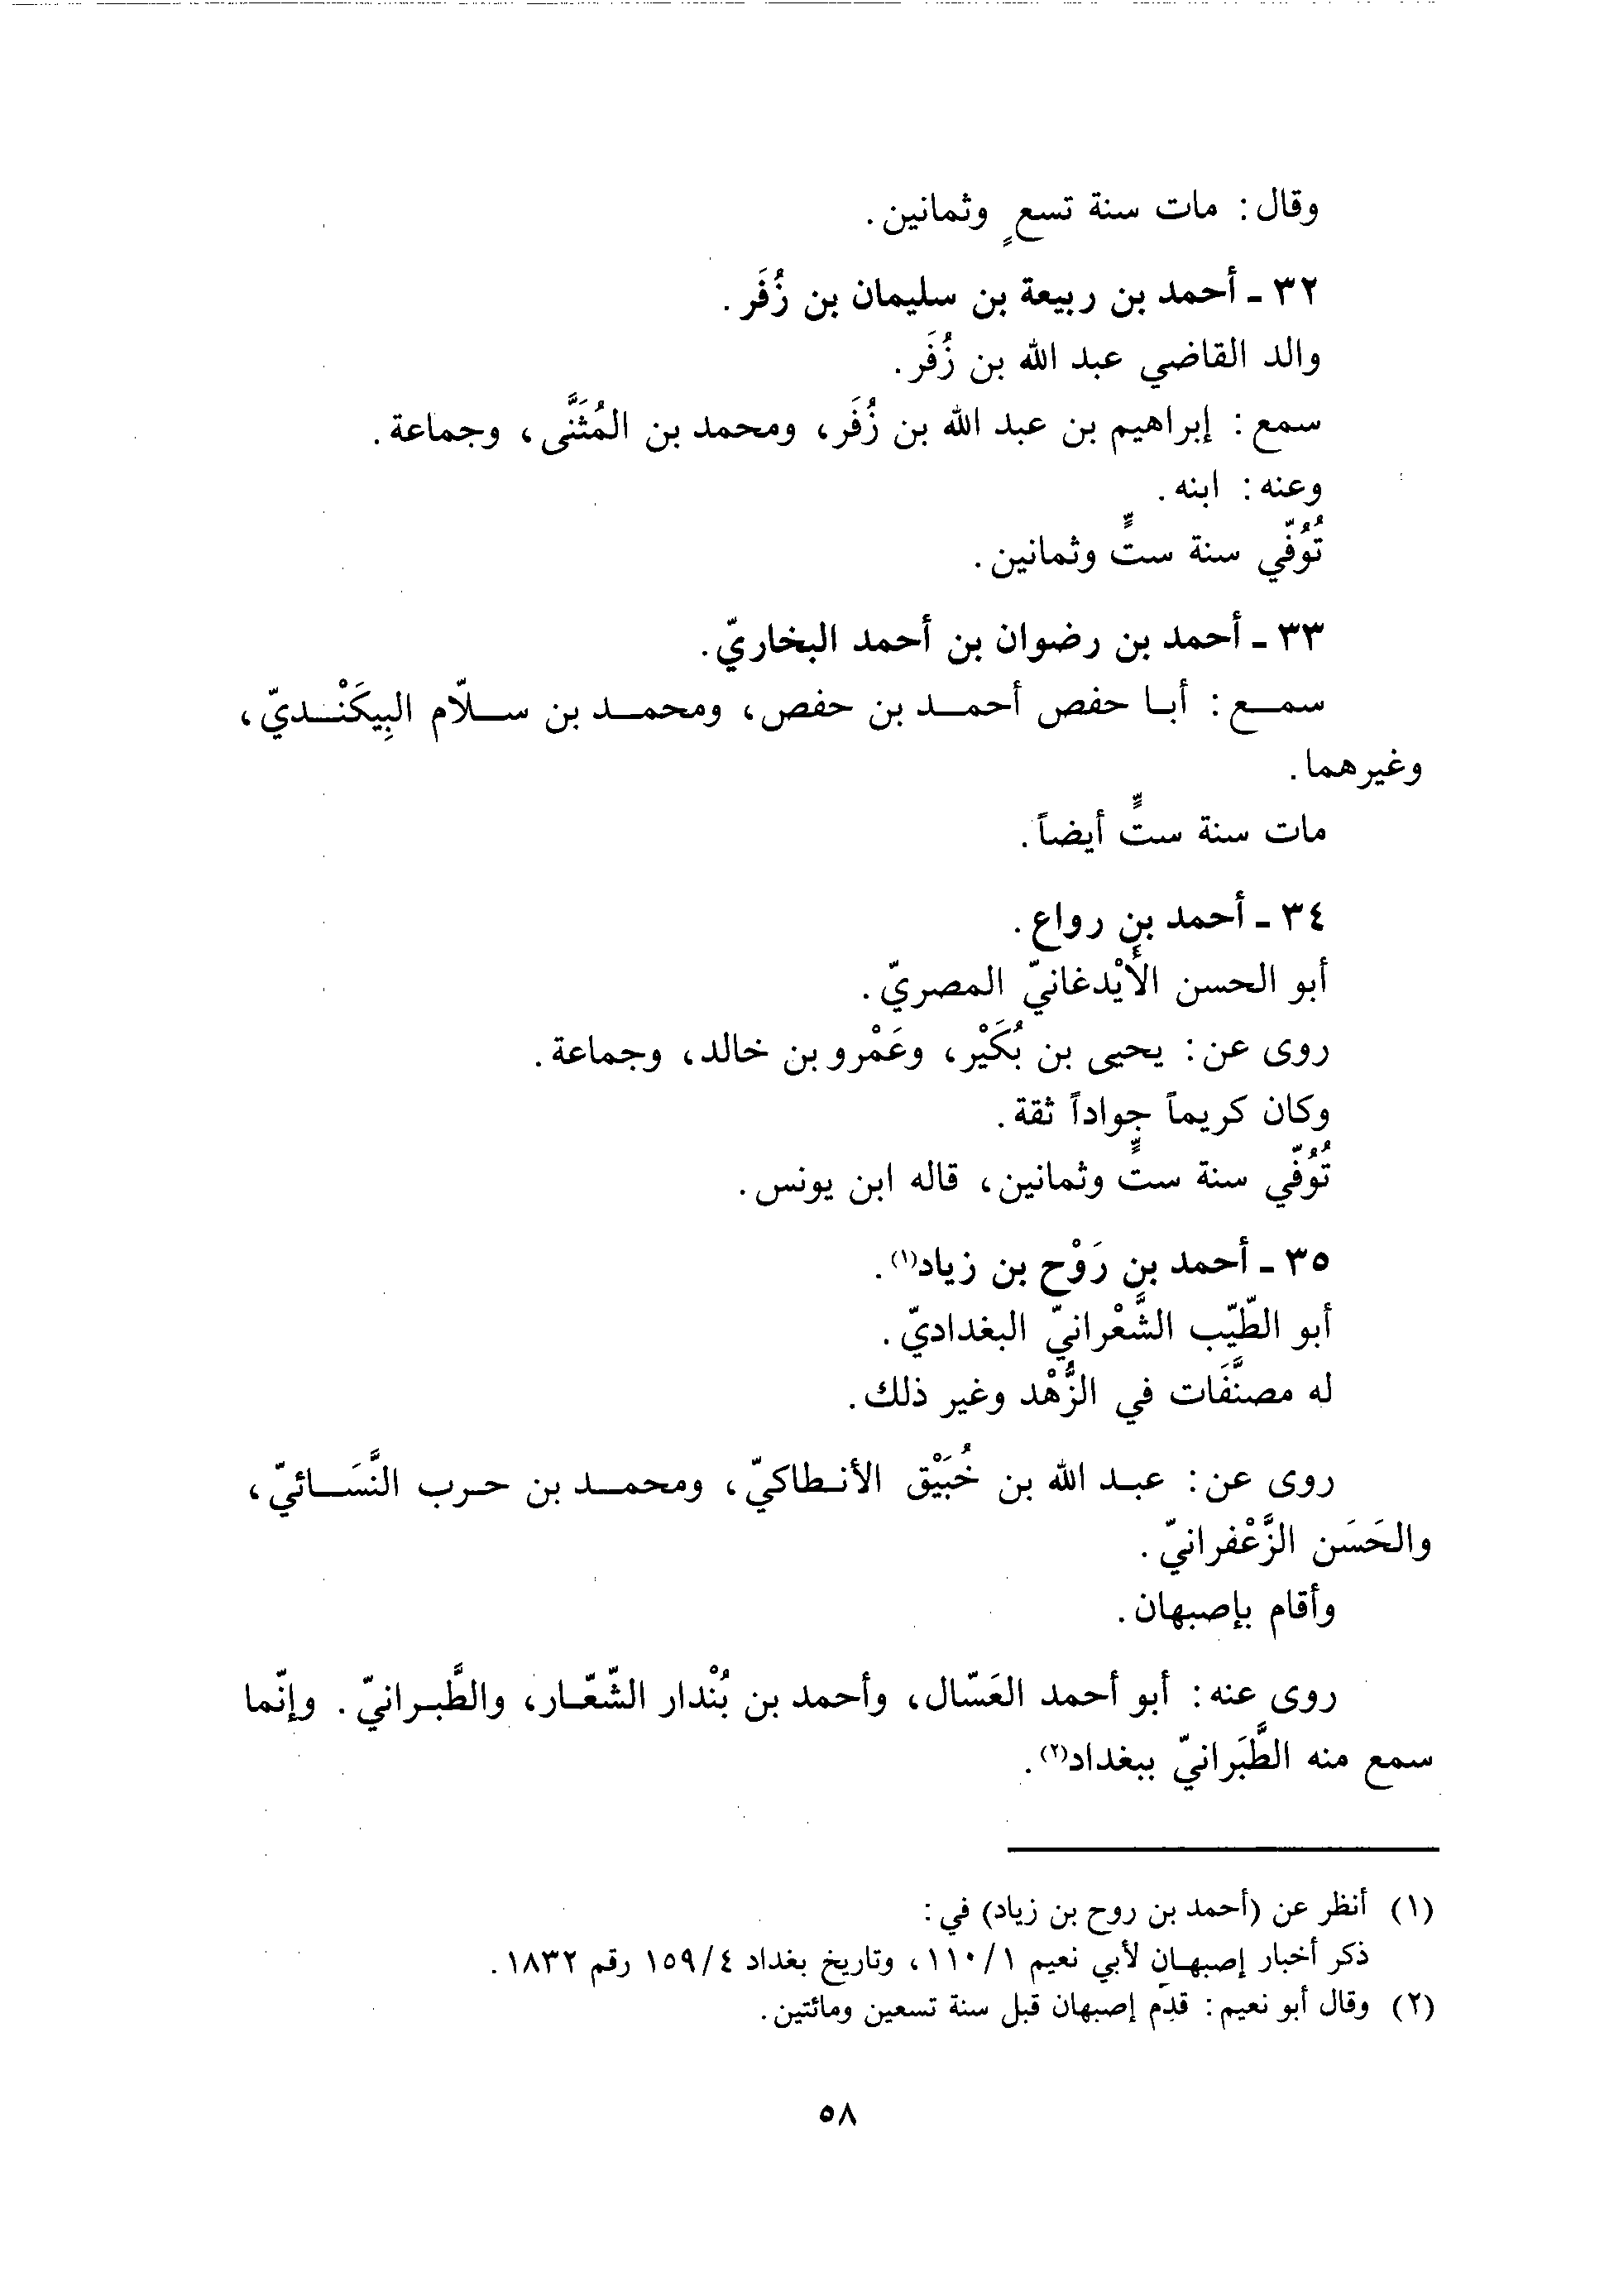 وقال: مات سنة تسعٍ وثمانين.
٣٢ - أحمد بن ربيعة بن سليمان بن زُفَر.
والد القاضي عبد الله بن زُفَر.
سمع: إبراهيم بن عبد الله بن زُفَر، ومحمد بن المُثَنَّى، وجماعة.
وعنه: ابنه.
تُوُفّي سنة ستٍّ وثمانين.
٣٣ - أحمد بن رضوان بن أحمد البخاريّ.
سمع: أبا حفص أحمد بن حفص، ومحمد بن سلّام البِيكَنْديّ،
وغيرهما.
مات سنة ستٍّ أيضاً.
٣٤ - أحمد بن رواع.
أبو الحسن الأَيْدغانيّ المصريّ.
روى عن: يحيى بن بُكَيْر، وعَمْرو بن خالد، وجماعة.
وكان كريماً جواداً ثقة.
تُوُفّي سنة ستٍّ وثمانين، قاله ابن يونس.
٣٥ - أحمد بن رَوْح بن زياد(١).
أبو الطّيّب الشَّعْرانيّ البغداديّ.
له مصنَّفَات في الزُّهْد وغير ذلك.
روى عن: عبد الله بن خُبَيْق الأنطاكيّ، ومحمد بن حرب النَّسَائيّ،
والحَسَن الزَّعْفرانيّ.
وأقام بإصبهان.
روى عنه: أبو أحمد العَسّال، وأحمد بن بُنْدار الشّعّار، والطَّبرانيّ. وإنّما
سمع منه الطَّبَرانيّ ببغداد(٢).
(١) أنظر عن (أحمد بن روح بن زياد) في:
ذكر أخبار إصبهان لأبي نعيم ١١٠/١، وتاريخ بغداد ١٥٩/٤ رقم ١٨٣٢.
(٢) وقال أبو نعيم: قدِم إصبهان قبل سنة تسعين ومائتين.
٥٨